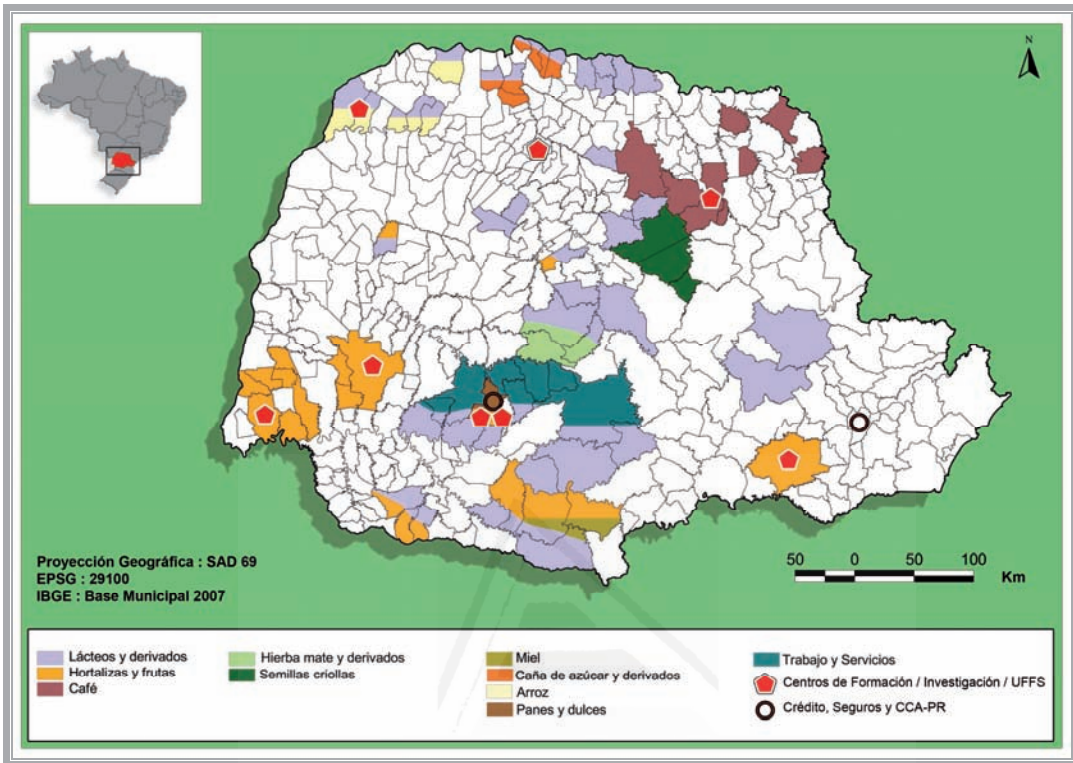 N
Proyección Geográfica : SAD 69
EPSG : 29100
IBGE : Base Municipal 2007
50 0 50 100
Km
Lácteos y derivados
Hortalizas y frutas
Café
Hierba mate y derivados
Semillas criollas
Miel
Caña de azúcar y derivados
Arroz
Panes y dulces
Trabajo y Servicios
Centros de Formación / Investigación / UFFS
Crédito, Seguros y CCA-PR